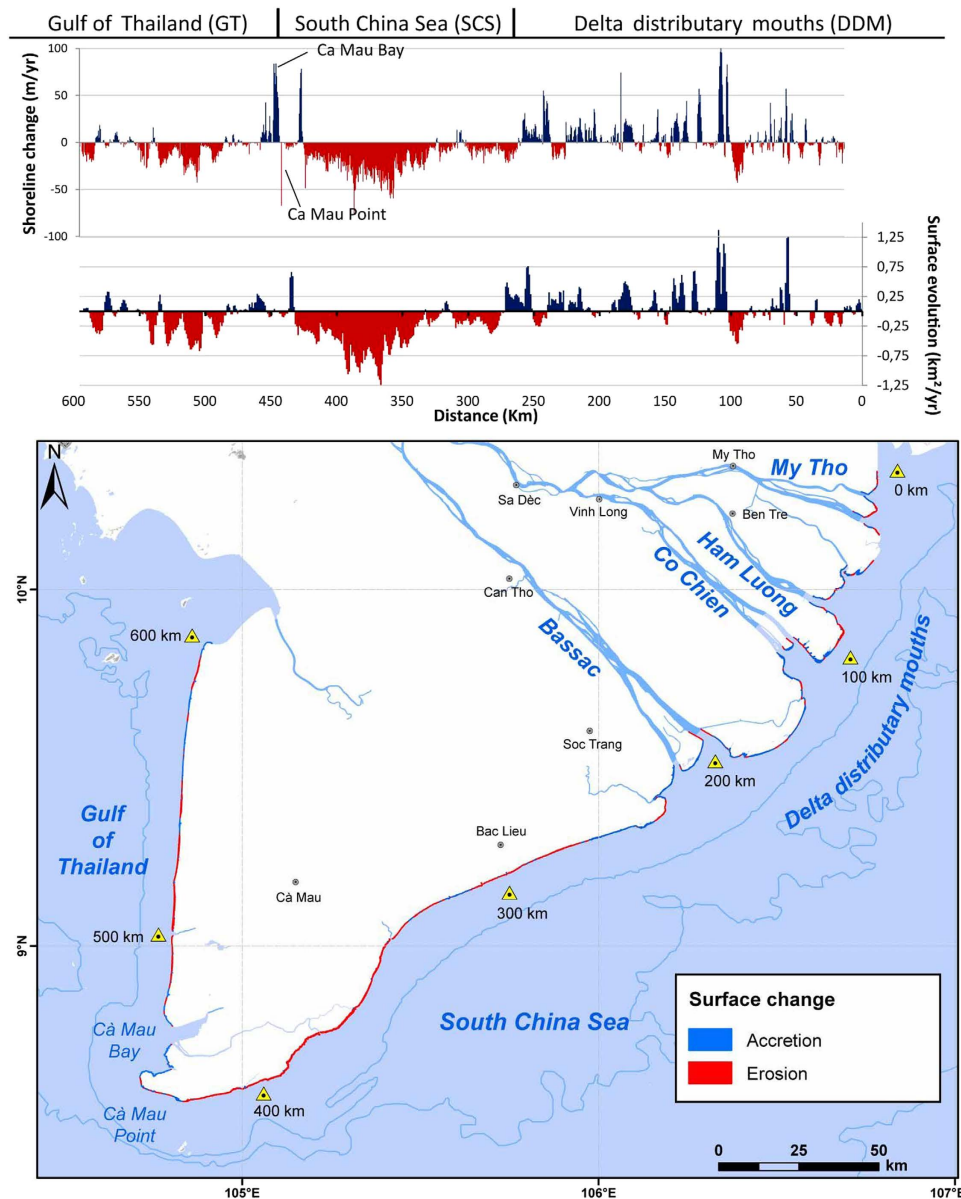 Gulf of Thailand (GT) South China Sea (SCS) Delta distributary mouths (DDM)
Shoreline change (m/yr)
100
50
0
-50
-100
Ca Mau Bay
Ca Mau Point
Surface evolution (km²/yr)
1,25
0,75
0,25
-0,25
-0,75
-1,25
600 550 500 450 400 350 300 250 200 150 100 50 0
Distance (Km)
N
My Tho
My Tho
0 km
Sa Dèc
Vinh Long
Ben Tre
Ham Luong
Co Chien
10°N
Can Tho
Bassac
600 km
100 km
Delta distributary mouths
Soc Trang
200 km
Gulf
of
Thailand
Bac Lieu
Cà Mau
300 km
500 km
9°N
South China Sea
Cà Mau
Bay
Cà Mau
Point
400 km
Surface change
Accretion
Erosion
0 25 50
km
105°E 106°E 107°E